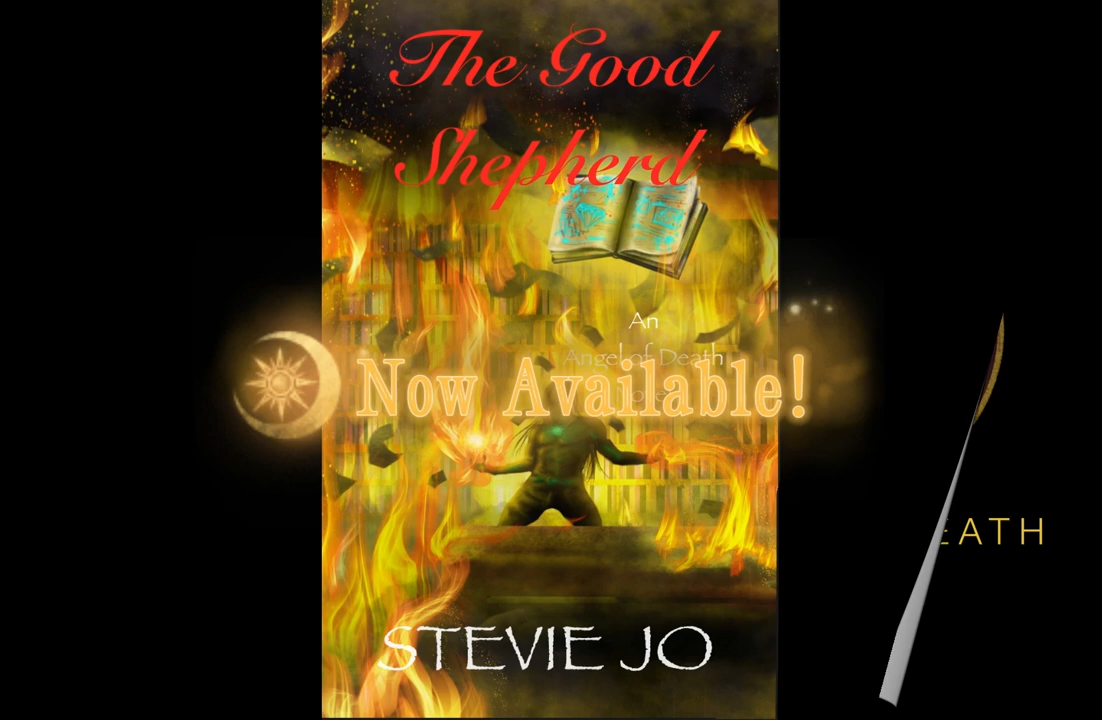 The Good
Shepherd
An
Angel of Death
Now Available!
EATH
STEVIE JO